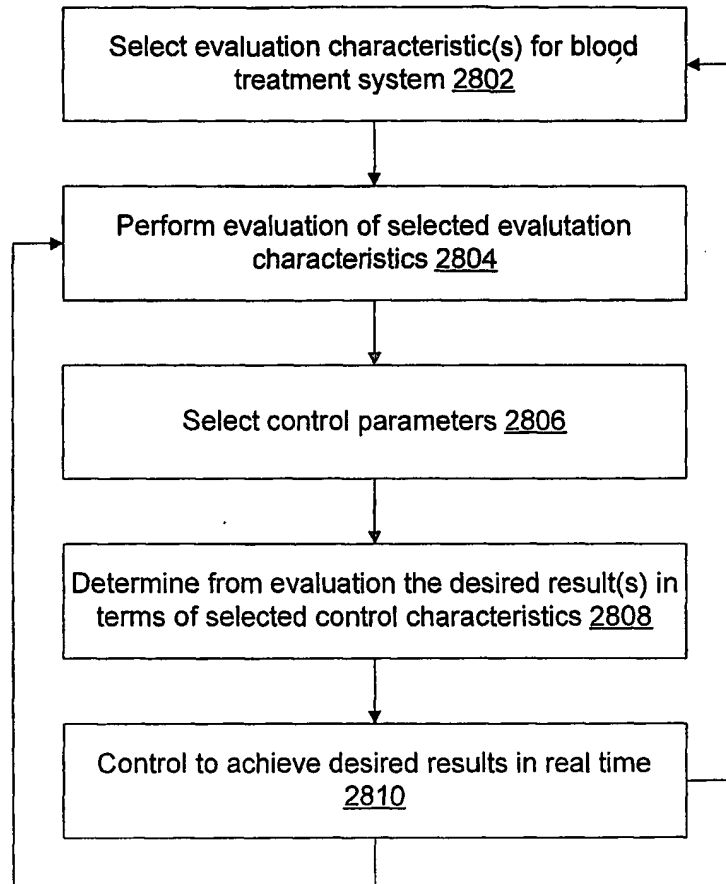 Select evaluation characteristic(s) for blood
treatment system 2802
Perform evaluation of selected evalutation
characteristics 2804
Select control parameters 2806
Determine from evaluation the desired result(s) in
terms of selected control characteristics 2808
Control to achieve desired results in real time
2810